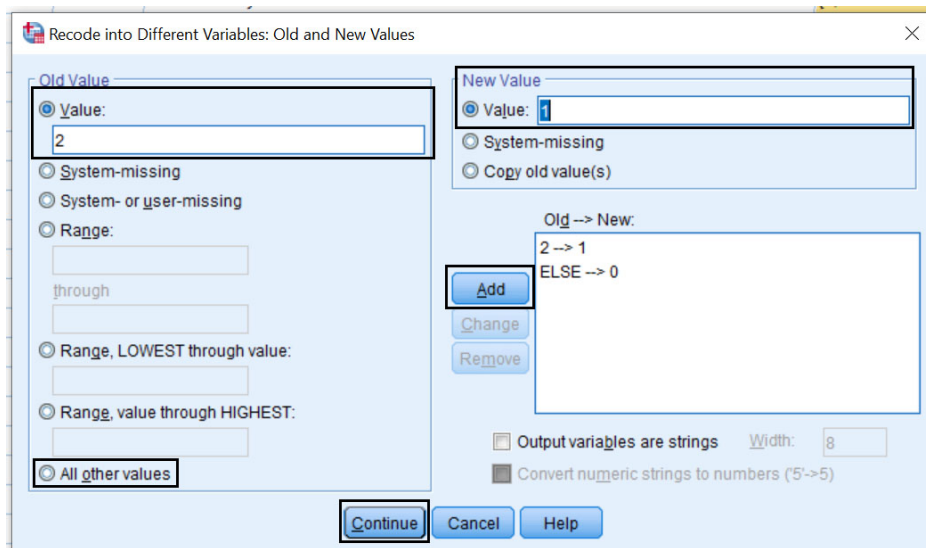 Recode into Different Variables: Old and New Values
Old Value
Value:
2
System-missing
System- or user-missing
Range:
through
Range, LOWEST through value:
Range, value through HIGHEST:
All other values
New Value
Value: 1
System-missing
Copy old value(s)
Old --> New:
2 --> 1
ELSE --> 0
Add
Change
Remove
Output variables are strings Width: 8
Convert numeric strings to numbers ('5'->5)
Continue Cancel Help